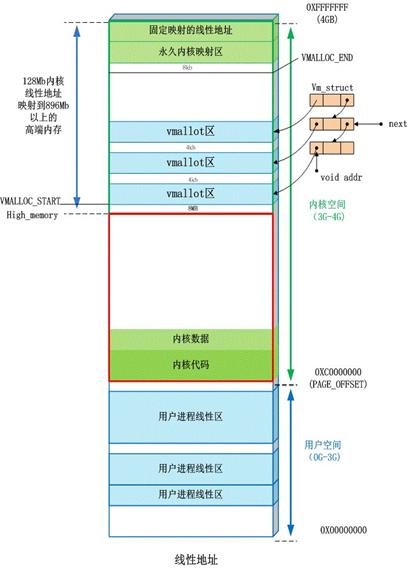 0XFFFFFFF
(4GB)
固定映射的线性地址
永久内核映射区
8kb
VMALLOC_END
128Mb内核
线性地址
映射到896Mb
以上的
高端内存
Vm_struct
vmallot区
next
4kb
vmallot区
4kb
vmallot区
void addr
VMALLOC_START
8MB
High_memory
内核空间
(3G-4G)
内核数据
内核代码
0XC0000000
(PAGE_OFFSET)
用户进程线性区
用户空间
(0G-3G)
用户进程线性区
用户进程线性区
0X00000000
线性地址